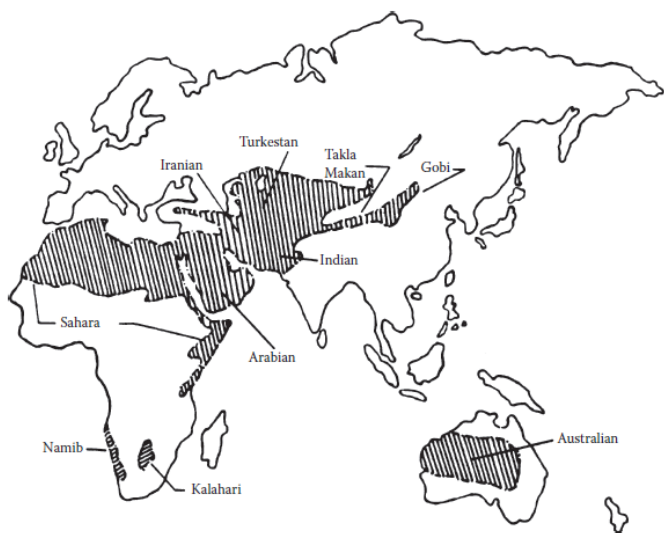 Turkestan
Takla
Makan
Iranian
Gobi
Indian
Sahara
Arabian
Namib
Australian
Kalahari